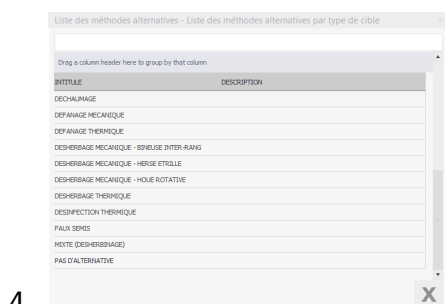 Liste des méthodes alternatives - Liste des méthodes alternatives par type de cible
Drag a column header here to group by that column
INTITULE DESCRIPTION
DECHAUMAGE
DEFANAGE MECANIQUE
DEFANAGE THERMIQUE
DESHERBAGE MECANIQUE - BINEUSE INTER-RANG
DESHERBAGE MECANIQUE - HERSE ETRILLE
DESHERBAGE MECANIQUE - HOUE ROTATIVE
DESHERBAGE THERMIQUE
DESINFECTION THERMIQUE
FAUX SEMIS
MIXTE (DESHERBINAGE)
PAS D'ALTERNATIVE
X
4